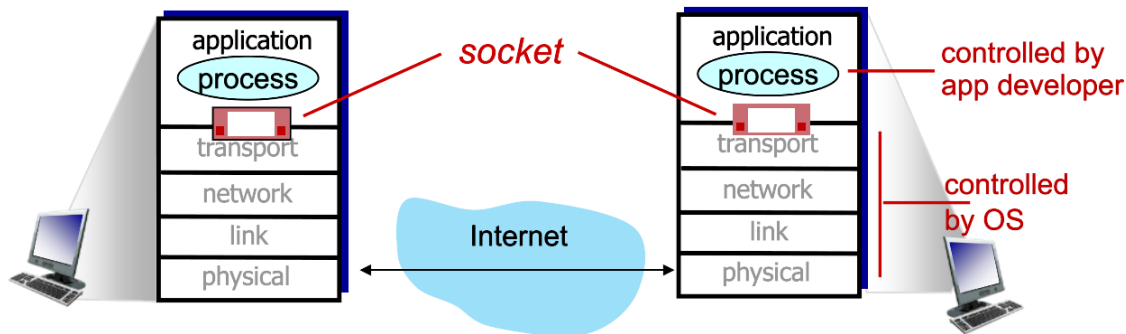 application
process
transport
network
link
physical
socket
Internet
application
process
transport
network
link
physical
controlled by
app developer
controlled
by OS